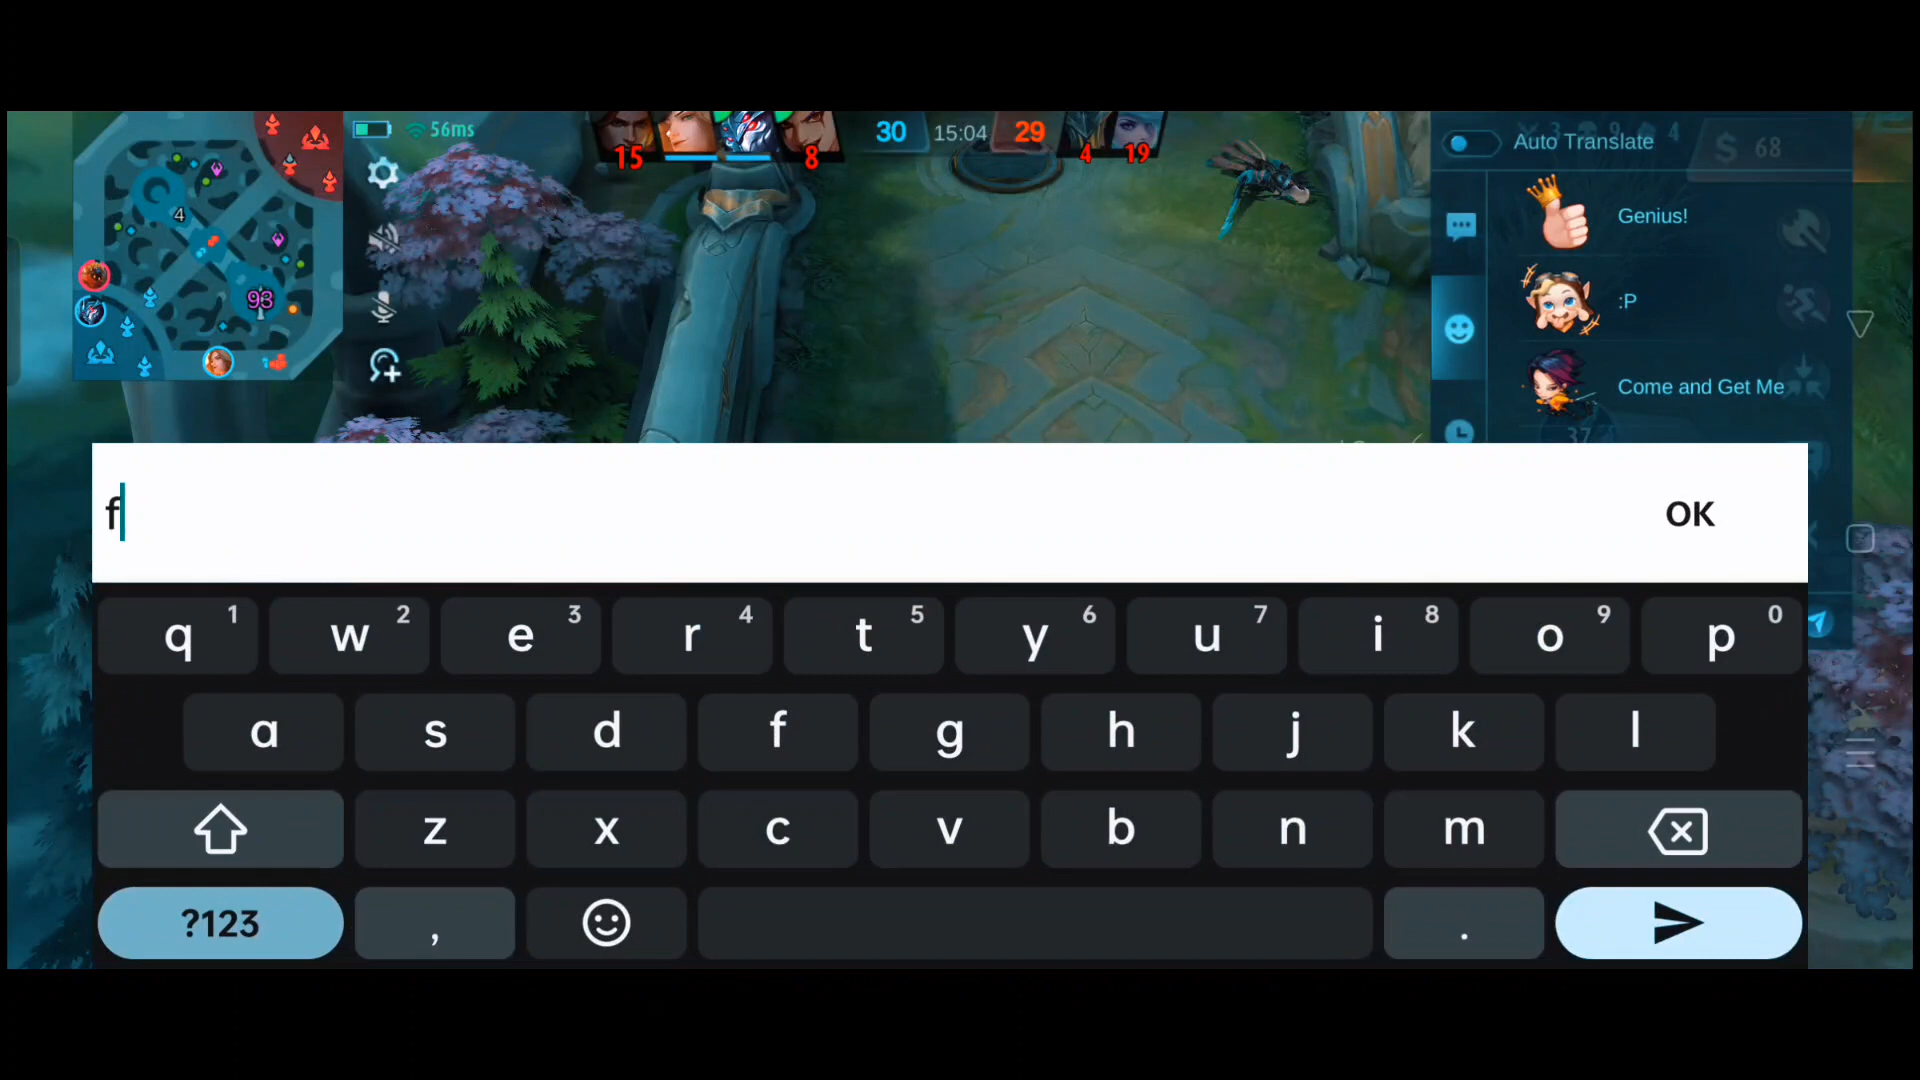 56ms
15
8
30
15:04
29
4
19
Auto Translate
$ 68
4
93
Genius!
:P
Come and Get Me
37
f
OK
q 1 w 2 e 3 r 4 t 5 y 6 u 7 i 8 o 9 p 0
a s d f g h j k l
z x c v b n m
?123 , .